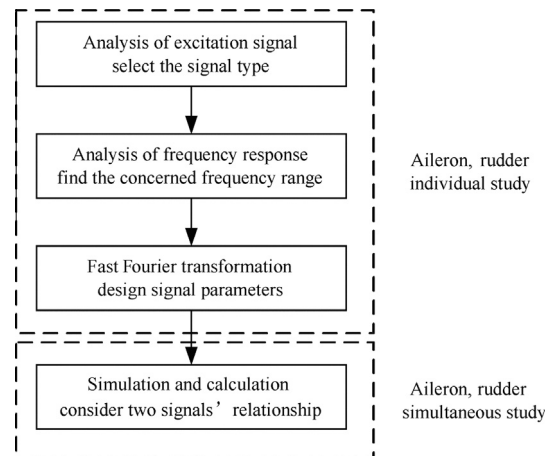 Analysis of excitation signal
select the signal type
Analysis of frequency response
find the concerned frequency range
Aileron, rudder
individual study
Fast Fourier transformation
design signal parameters
Simulation and calculation
consider two signals’ relationship
Aileron, rudder
simultaneous study